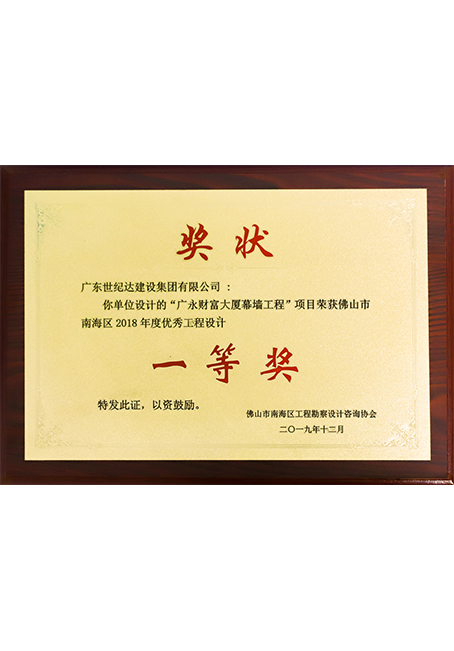 奖状
广东世纪达建设集团有限公司：
你单位设计的“广永财富大厦幕墙工程”项目荣获佛山市
南海区2018年度优秀工程设计
一等奖
特发此证，以资鼓励。
佛山市南海区工程勘察设计咨询协会
二〇一九年十二月